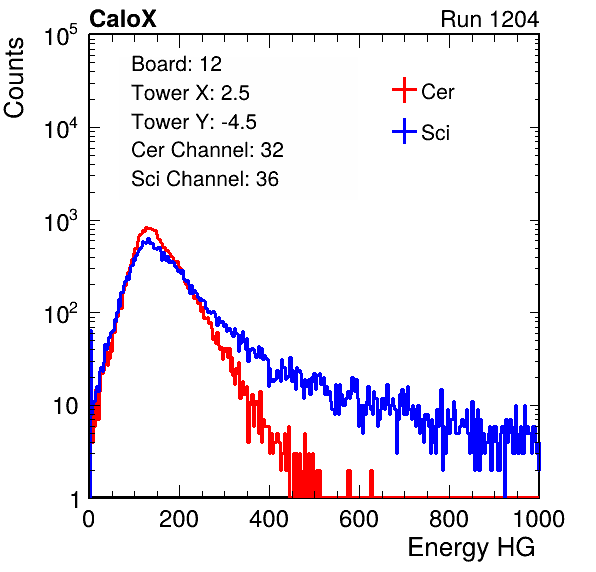 CaloX Run 1204
Counts
10^5
10^4
10^3
10^2
10
1
Board: 12
Tower X: 2.5
Tower Y: -4.5
Cer Channel: 32
Sci Channel: 36
Cer
Sci
0 200 400 600 800 1000
Energy HG